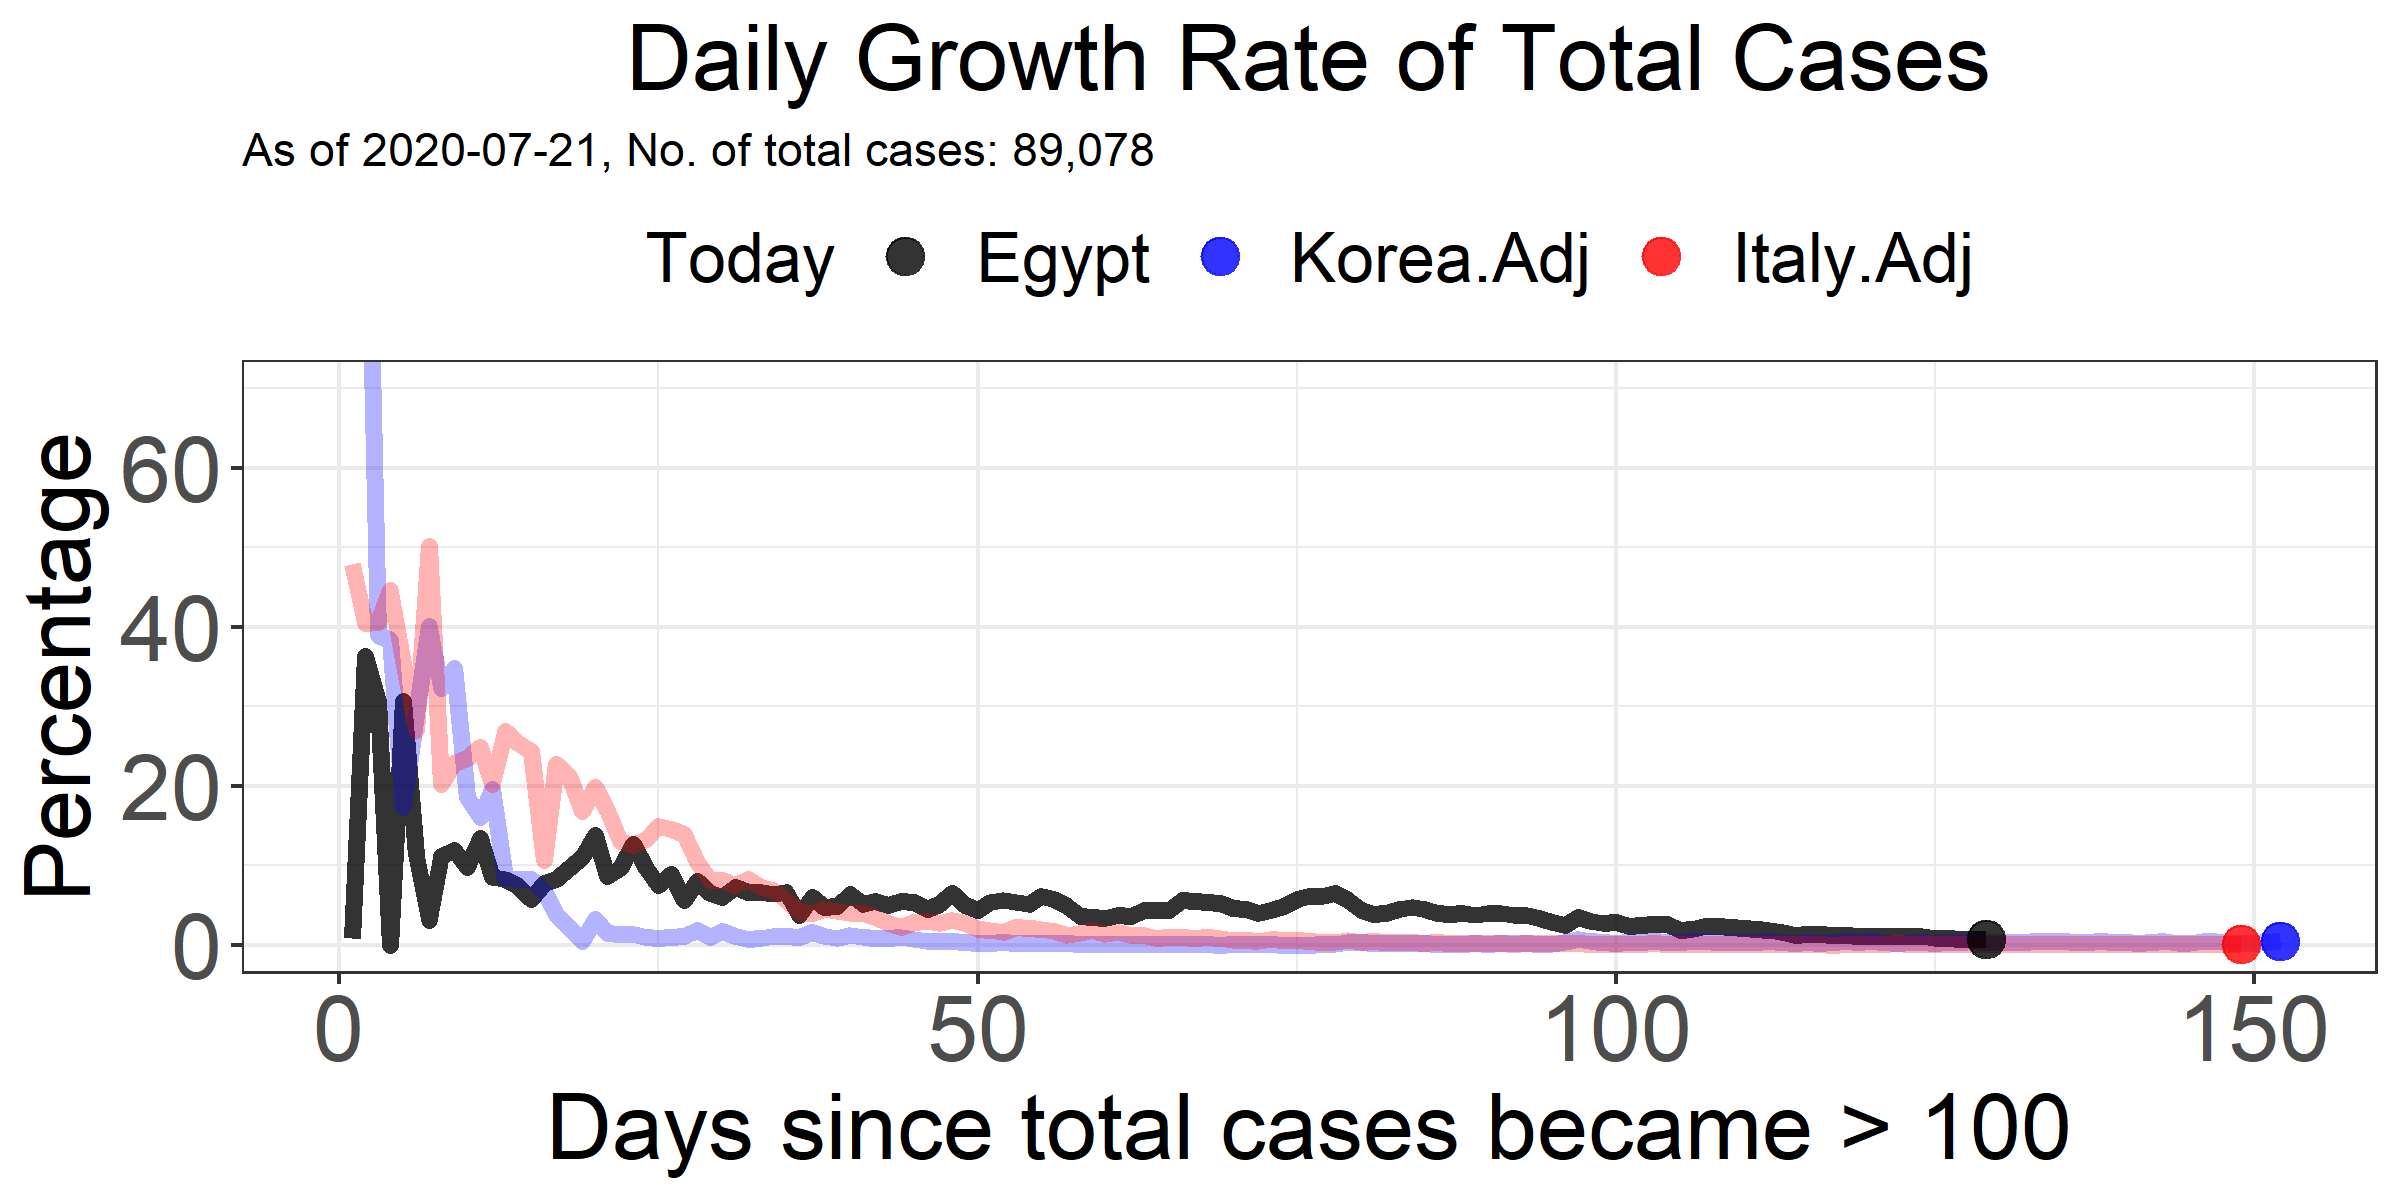 Daily Growth Rate of Total Cases
As of 2020-07-21, No. of total cases: 89,078
Today Egypt Korea.Adj Italy.Adj
Percentage
60
40
20
0
0 50 100 150
Days since total cases became > 100